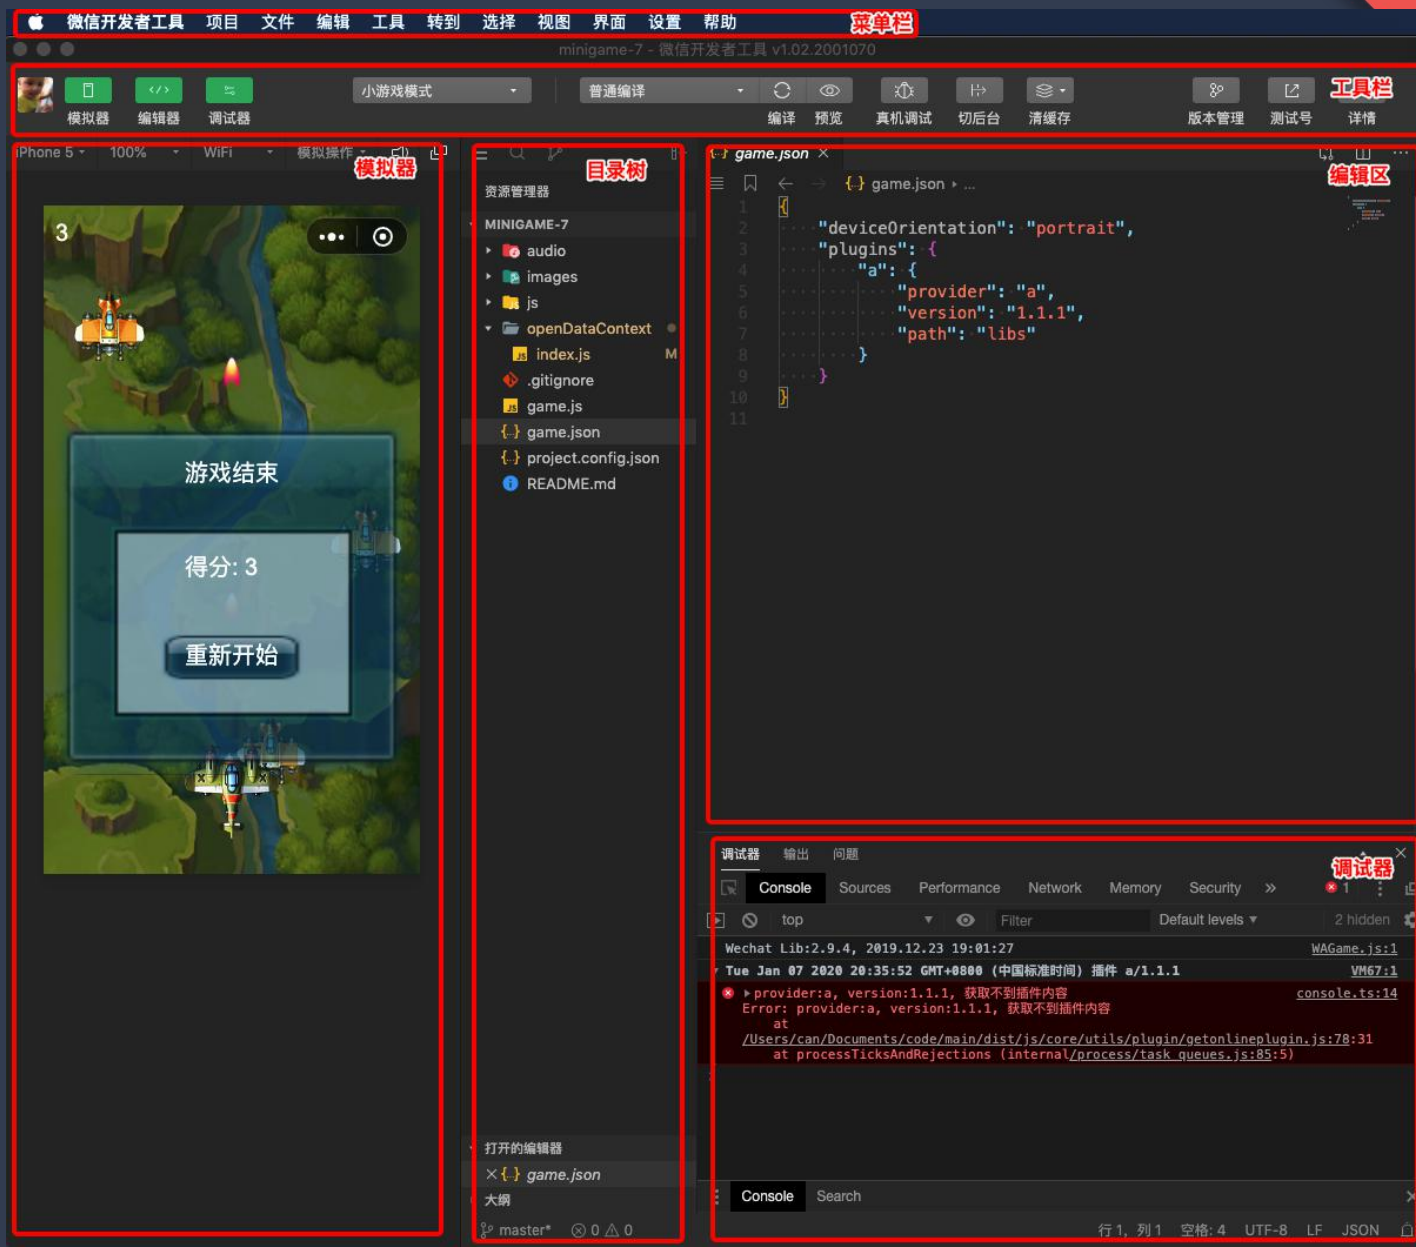 微信开发者工具 项目 文件 编辑 工具 转到 选择 视图 界面 设置 帮助 菜单栏
minigame-7 - 微信开发者工具 v1.02.2001070
小游戏模式 普通编译 工具栏
模拟器 编辑器 调试器 编译 预览 真机调试 切后台 清缓存 版本管理 测试号 详情
iPhone 5 100% WiFi 模拟操作
模拟器
3
游戏结束
得分: 3
重新开始
目录树
资源管理器
MINIGAME-7
audio
images
js
openDataContext
index.js M
.gitignore
game.js
game.json
project.config.json
README.md
打开的编辑器
game.json
大纲
master* 0 0
game.json
编辑区
{..} game.json ...
1 {
2 "deviceOrientation": "portrait",
3 "plugins": {
4 "a": {
5 "provider": "a",
6 "version": "1.1.1",
7 "path": "libs"
8 }
9 }
10 }
11
调试器 输出 问题
调试器
Console Sources Performance Network Memory Security » 1
top Filter Default levels 2 hidden
Wechat Lib:2.9.4, 2019.12.23 19:01:27 WAGame.js:1
Tue Jan 07 2020 20:35:52 GMT+0800 (中国标准时间) 插件 a/1.1.1 VM67:1
provider:a, version:1.1.1, 获取不到插件内容 console.ts:14
Error: provider:a, version:1.1.1, 获取不到插件内容
at
/Users/can/Documents/code/main/dist/js/core/utils/plugin/getonlineplugin.js:78:31
at processTicksAndRejections (internal/process/task_queues.js:85:5)
Console Search
行 1, 列 1 空格: 4 UTF-8 LF JSON